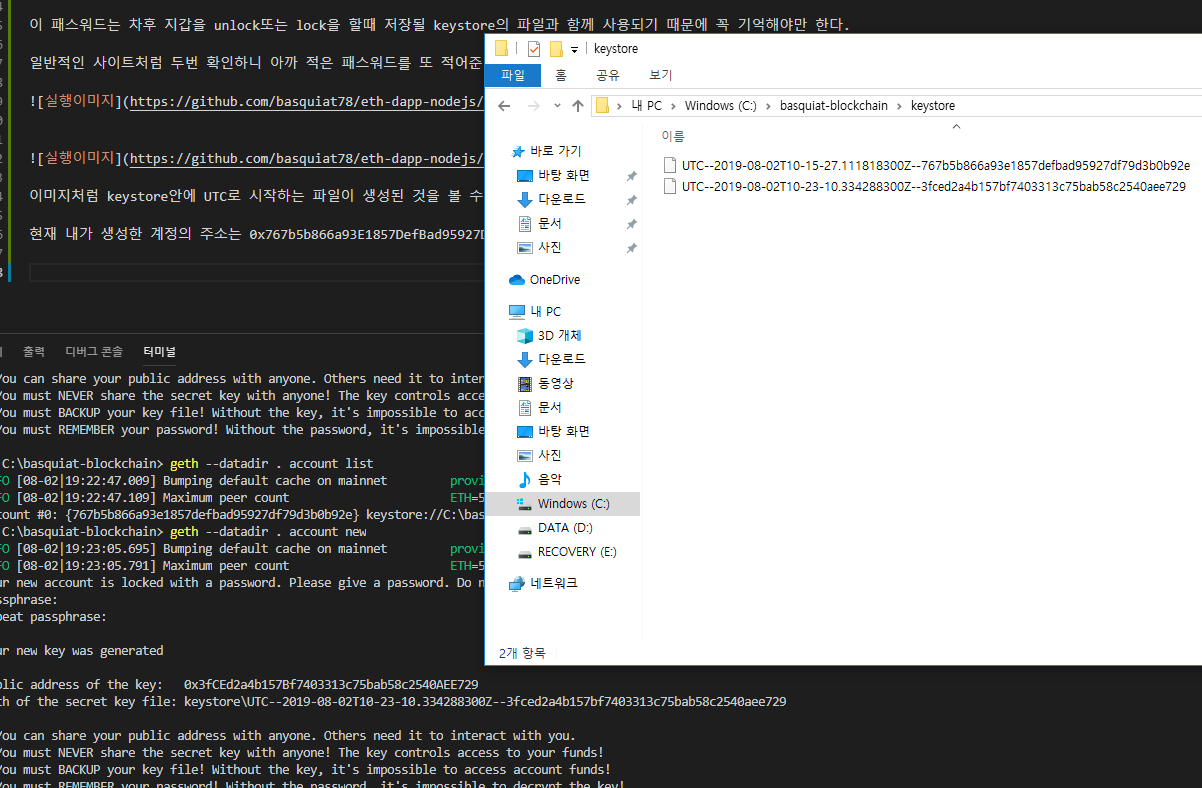 이 패스워드는 차후 지갑을 unlock또는 lock을 할때 저장될 keystore의 파일과 함께 사용되기 때문에 꼭 기억해야만 한다.
일반적인 사이트처럼 두번 확인하니 아까 적은 패스워드를 또 적어준
![실행이미지](https://github.com/basquiat78/eth-dapp-nodejs/
![실행이미지](https://github.com/basquiat78/eth-dapp-nodejs/
이미지처럼 keystore안에 UTC로 시작하는 파일이 생성된 것을 볼 수
현재 내가 생성한 계정의 주소는 0x767b5b866a93E1857DefBad95927D
출력 디버그 콘솔 터미널
You can share your public address with anyone. Others need it to inter
You must NEVER share the secret key with anyone! The key controls acce
You must BACKUP your key file! Without the key, it's impossible to acc
You must REMEMBER your password! Without the password, it's impossible
C:\basquiat-blockchain> geth --datadir . account list
FO [08-02|19:22:47.009] Bumping default cache on mainnet provi
FO [08-02|19:22:47.109] Maximum peer count ETH=5
count #0: {767b5b866a93e1857defbad95927df79d3b0b92e} keystore://C:\bas
C:\basquiat-blockchain> geth --datadir . account new
FO [08-02|19:23:05.695] Bumping default cache on mainnet provi
FO [08-02|19:23:05.791] Maximum peer count ETH=5
ur new account is locked with a password. Please give a password. Do n
ssphrase:
peat passphrase:
ur new key was generated
blic address of the key: 0x3fCEd2a4b157Bf7403313c75bab58c2540AEE729
th of the secret key file: keystore\UTC--2019-08-02T10-23-10.334288300Z--3fced2a4b157bf7403313c75bab58c2540aee729
You can share your public address with anyone. Others need it to interact with you.
You must NEVER share the secret key with anyone! The key controls access to your funds!
You must BACKUP your key file! Without the key, it's impossible to access account funds!
You must REMEMBER your password! Without the password, it's impossible to decrypt the key!
keystore
파일 홈 공유 보기
내 PC > Windows (C:) > basquiat-blockchain > keystore
바로 가기
바탕 화면
다운로드
문서
사진
OneDrive
내 PC
3D 개체
다운로드
동영상
문서
바탕 화면
사진
음악
Windows (C:)
DATA (D:)
RECOVERY (E:)
네트워크
이름
UTC--2019-08-02T10-15-27.111818300Z--767b5b866a93e1857defbad95927df79d3b0b92e
UTC--2019-08-02T10-23-10.334288300Z--3fced2a4b157bf7403313c75bab58c2540aee729
2개 항목